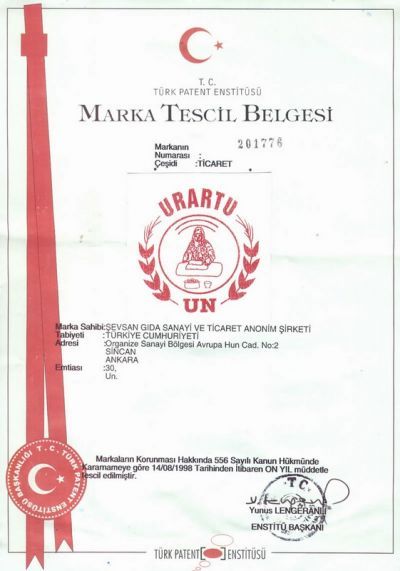 T. C.
TÜRK PATENT ENSTİTÜSÜ
MARKA TESCİL BELGESİ
Markanın
Numarası : 201776
Çeşidi :TİCARET
URARTU
UN
Marka Sahibi:ŞEVSAN GIDA SANAYİ VE TİCARET ANONİM ŞİRKETİ
Tabiyeti :TÜRKİYE CUMHURİYETİ
Adresi :Organize Sanayi Bölgesi Avrupa Hun Cad. No:2
SİNCAN
ANKARA
Emtiası :30,
Un.
Markaların Korunması Hakkında 556 Sayılı Kanun Hükmünde
Kararnameye göre 14/08/1998 Tarihinden İtibaren ON YIL müddetle
Tescil edilmiştir.
T.C.
Yunus LENGERANLI
ENSTİTÜ BAŞKANI
T.C. TÜRK PATENT ENSTİTÜSÜ BAŞKANLIĞI
TÜRK PATENT ENSTİTÜSÜ